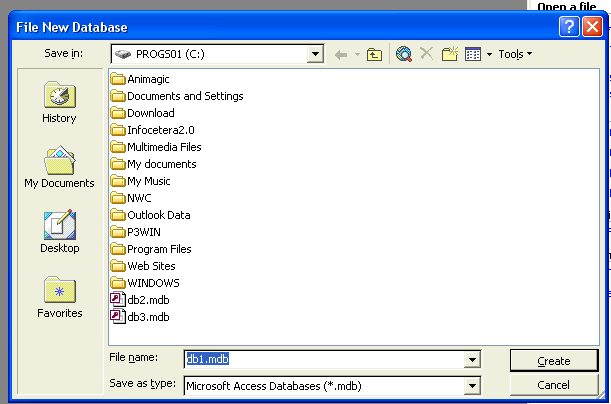 Open a file
File New Database
Save in:
PROGS01 (C:)
Tools
History
My Documents
Desktop
Favorites
Animagic
Documents and Settings
Download
Infocetera2.0
Multimedia Files
My documents
My Music
NWC
Outlook Data
P3WIN
Program Files
Web Sites
WINDOWS
db2.mdb
db3.mdb
File name:
db1.mdb
Create
Save as type:
Microsoft Access Databases (*.mdb)
Cancel